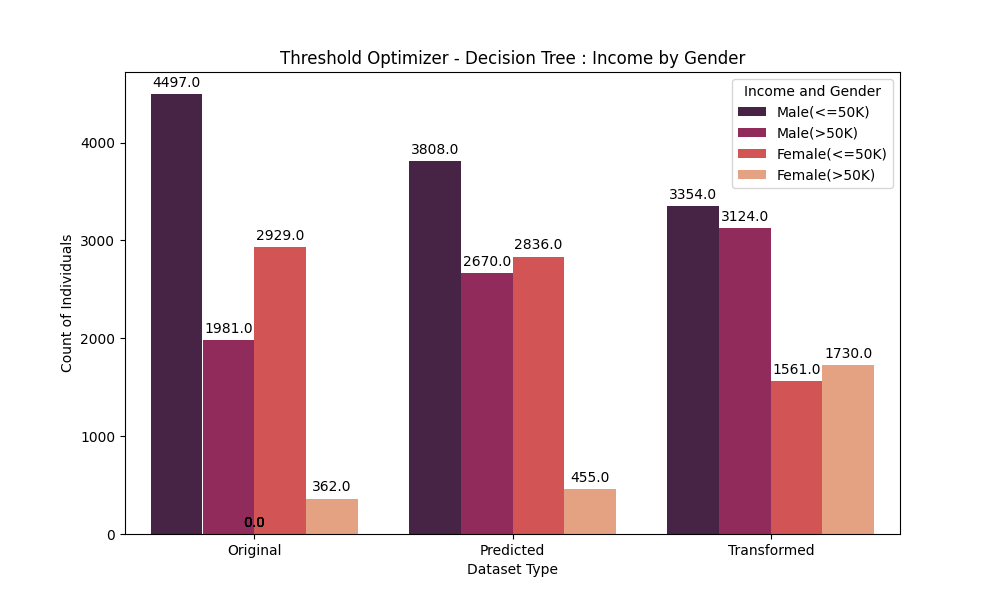 Threshold Optimizer - Decision Tree : Income by Gender
Income and Gender
Male(<=50K)
Male(>50K)
Female(<=50K)
Female(>50K)
Count of Individuals
4000
3000
2000
1000
0
4497.0
1981.0
2929.0
362.0
0.0
3808.0
2670.0
2836.0
455.0
3354.0
3124.0
1561.0
1730.0
Original
Predicted
Transformed
Dataset Type